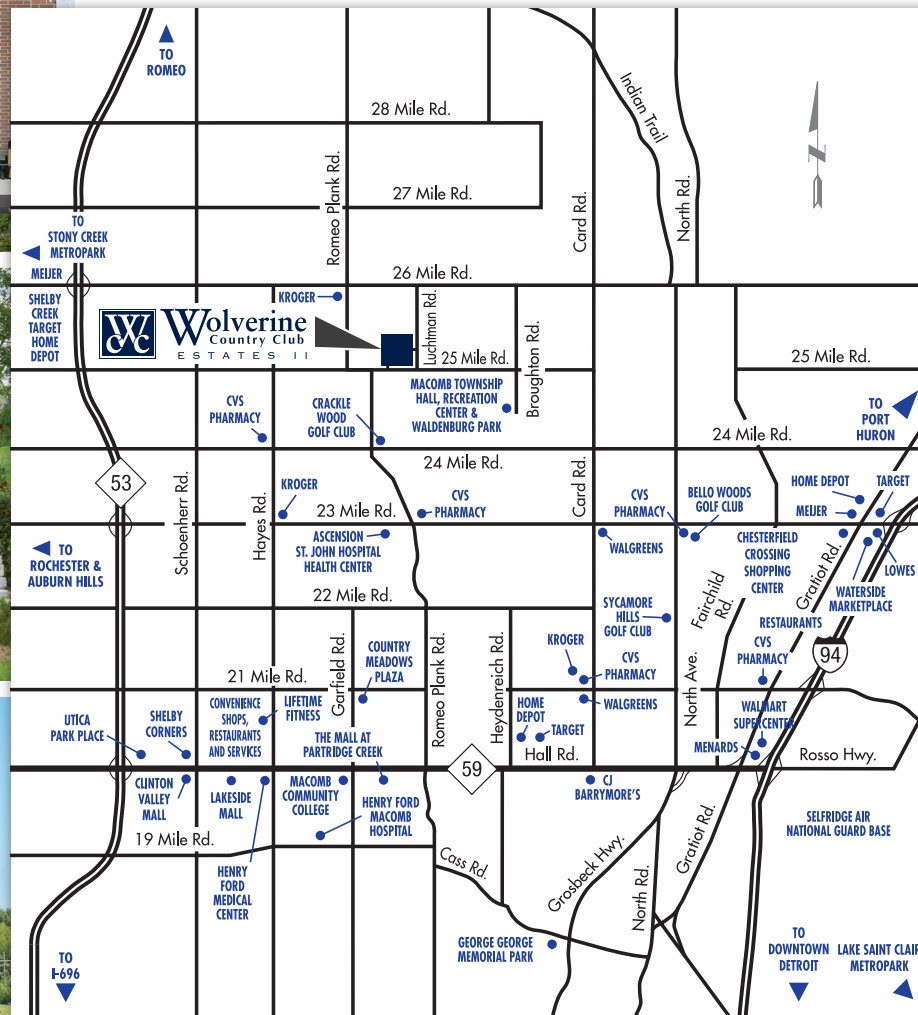 TO
ROMEO
28 Mile Rd.
Indian Trail
Romeo Plank Rd.
27 Mile Rd.
Card Rd.
North Rd.
N
TO
STONY CREEK
METROPARK
MEIJER
26 Mile Rd.
SHELBY
CREEK
TARGET
HOME
DEPOT
WCC
Wolverine
Country Club
ESTATES II
KROGER
Luchtman Rd.
Broughton Rd.
25 Mile Rd.
25 Mile Rd.
CVS
PHARMACY
CRACKLE
WOOD
GOLF CLUB
MACOMB TOWNSHIP
HALL, RECREATION
CENTER &
WALDENBURG PARK
TO
PORT
HURON
24 Mile Rd.
24 Mile Rd.
53
Schoenherr Rd.
Hayes Rd.
KROGER
23 Mile Rd.
CVS
PHARMACY
Card Rd.
CVS
PHARMACY
BELLO WOODS
GOLF CLUB
HOME DEPOT
TARGET
MEIJER
TO
ROCHESTER &
AUBURN HILLS
ASCENSION
ST. JOHN HOSPITAL
HEALTH CENTER
WALGREENS
CHESTERFIELD
CROSSING
SHOPPING
CENTER
Gratiot Rd.
LOWES
WATERSIDE
MARKETPLACE
22 Mile Rd.
SYCAMORE
HILLS
GOLF CLUB
Fairchild
Rd.
RESTAURANTS
Garfield Rd.
COUNTRY
MEADOWS
PLAZA
Romeo Plank Rd.
Heydenreich Rd.
KROGER
CVS
PHARMACY
North Ave.
CVS
PHARMACY
94
21 Mile Rd.
CONVENIENCE
SHOPS,
RESTAURANTS
AND SERVICES
LIFETIME
FITNESS
HOME
DEPOT
TARGET
WALGREENS
WALMART
SUPERCENTER
UTICA
PARK PLACE
SHELBY
CORNERS
THE MALL AT
PARTRIDGE CREEK
Hall Rd.
MENARDS
Rosso Hwy.
59
CLINTON
VALLEY
MALL
LAKESIDE
MALL
MACOMB
COMMUNITY
COLLEGE
HENRY FORD
MACOMB
HOSPITAL
CJ
BARRYMORE'S
SELFRIDGE AIR
NATIONAL GUARD BASE
19 Mile Rd.
HENRY
FORD
MEDICAL
CENTER
Cass Rd.
Grosbeck Hwy.
North Rd.
Gratiot Rd.
GEORGE GEORGE
MEMORIAL PARK
TO
I-696
TO
DOWNTOWN
DETROIT
LAKE SAINT CLAIR
METROPARK